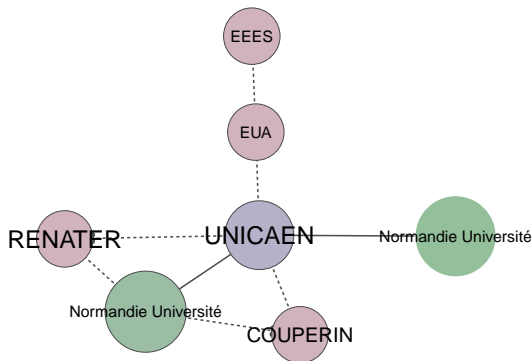 EEES
EUA
RENATER
UNICAEN
Normandie Université
Normandie Université
COUPERIN